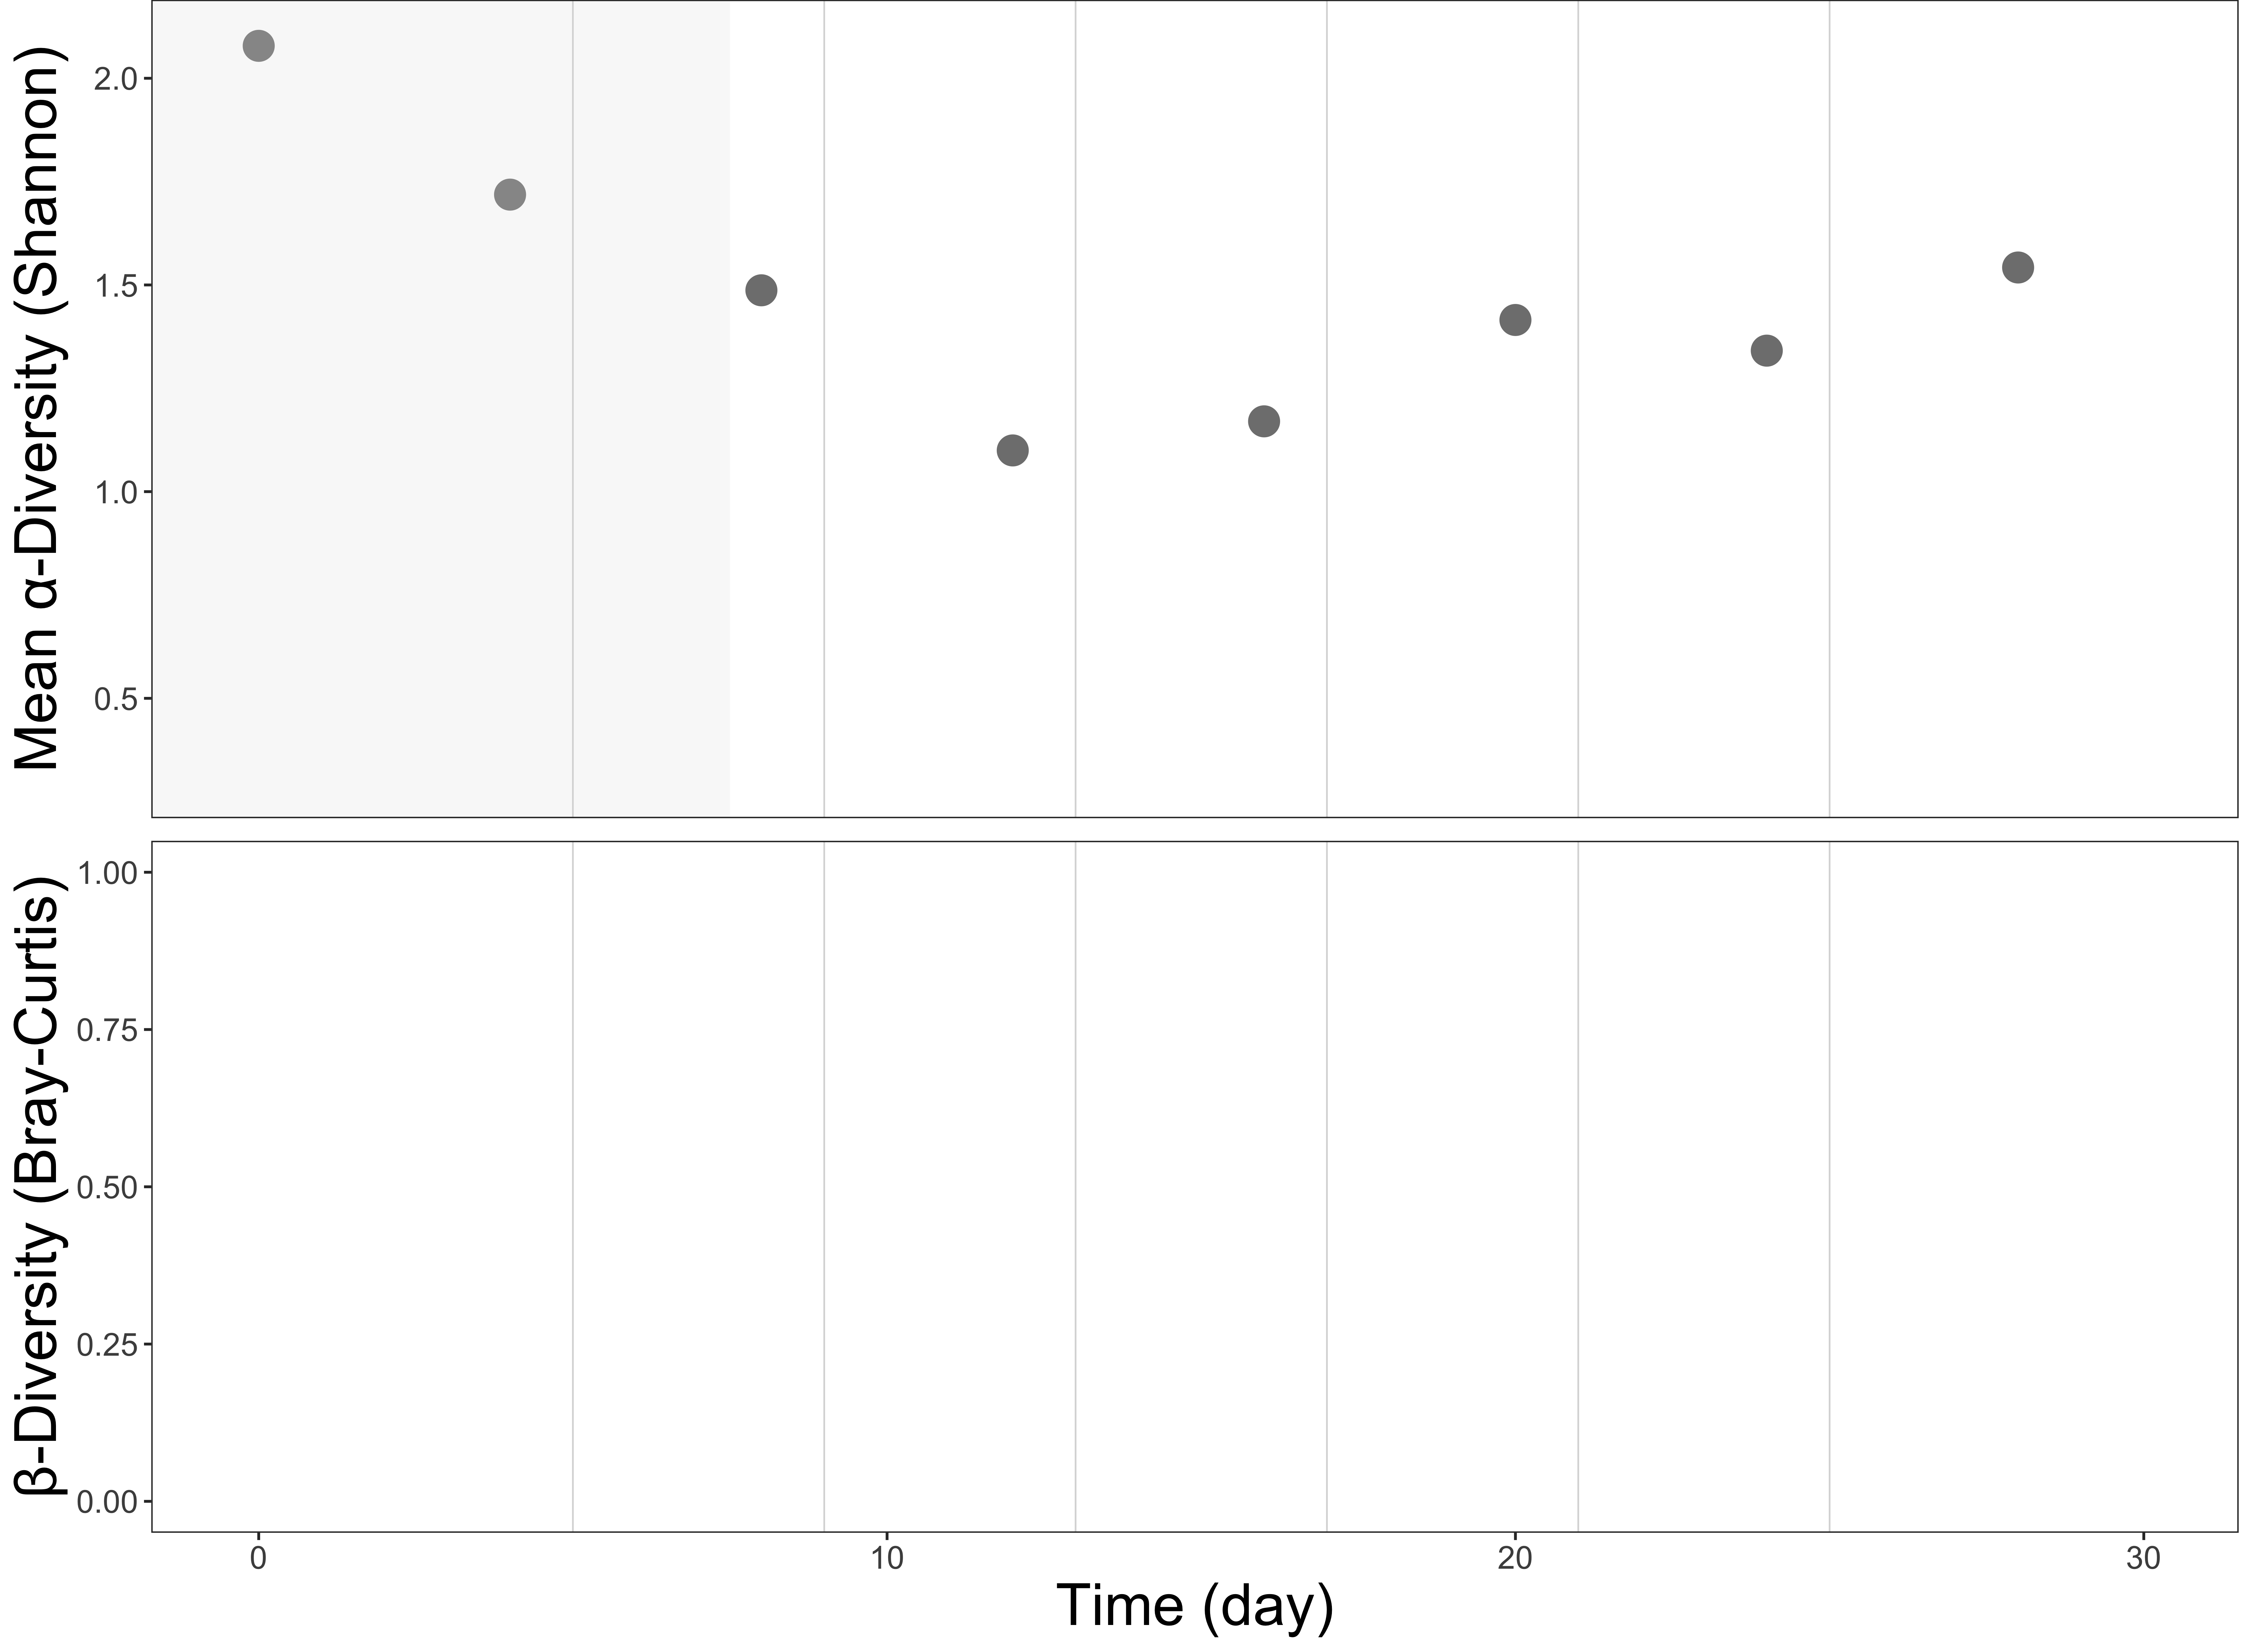 Mean α-Diversity (Shannon)
2.0
1.5
1.0
0.5
β-Diversity (Bray-Curtis)
1.00
0.75
0.50
0.25
0.00
0 10 20 30
Time (day)